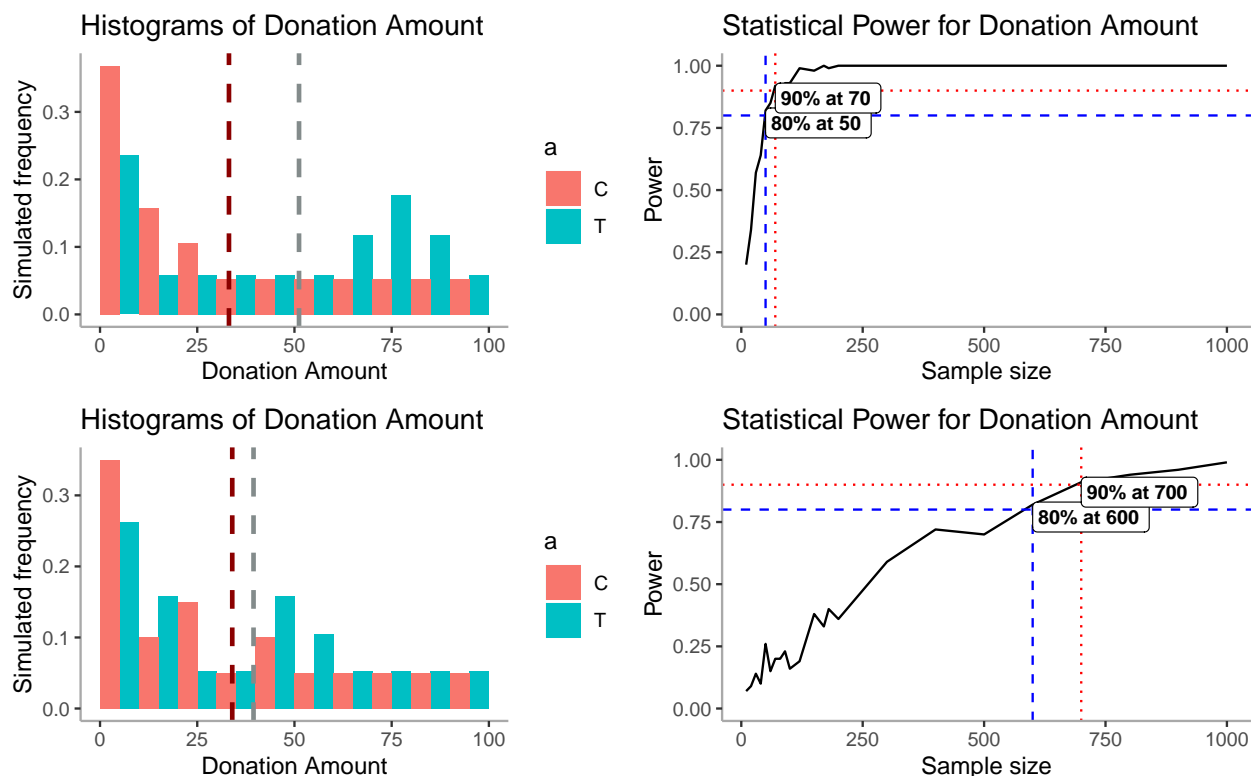 Histograms of Donation Amount
Simulated frequency
0.3
0.2
0.1
0.0
0 25 50 75 100
Donation Amount
a
C
T
Statistical Power for Donation Amount
Power
1.00
0.75
0.50
0.25
0.00
90% at 70
80% at 50
0 250 500 750 1000
Sample size
Histograms of Donation Amount
Simulated frequency
0.3
0.2
0.1
0.0
0 25 50 75 100
Donation Amount
a
C
T
Statistical Power for Donation Amount
Power
1.00
0.75
0.50
0.25
0.00
90% at 700
80% at 600
0 250 500 750 1000
Sample size